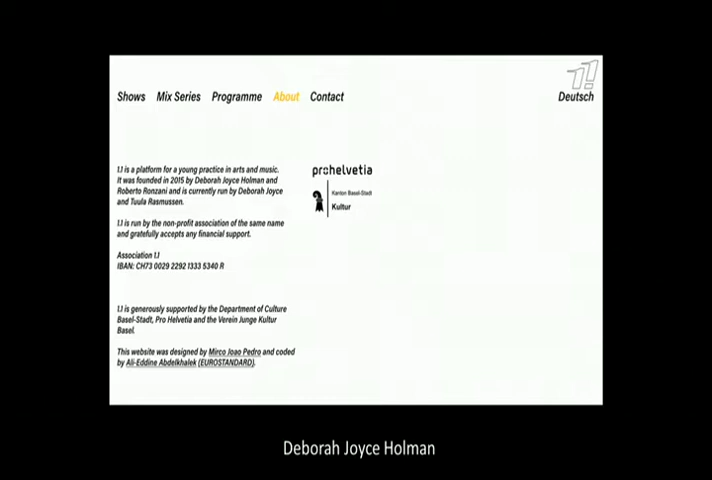 1.1
Shows Mix Series Programme About Contact Deutsch
1.1 is a platform for a young practice in arts and music.
It was founded in 2015 by Deborah Joyce Holman and
Roberto Ronzani and is currently run by Deborah Joyce
and Tuula Rasmussen.
1.1 is run by the non-profit association of the same name
and gratefully accepts any financial support.
Association 1.1
IBAN: CH73 0029 2292 1333 5340 R
1.1 is generously supported by the Department of Culture
Basel-Stadt, Pro Helvetia and the Verein Junge Kultur
Basel.
This website was designed by Mirco Joao Pedro and coded
by Ali-Eddine Abdelkhalek (EUROSTANDARD).
prohelvetia
Kanton Basel-Stadt
Kultur
Deborah Joyce Holman